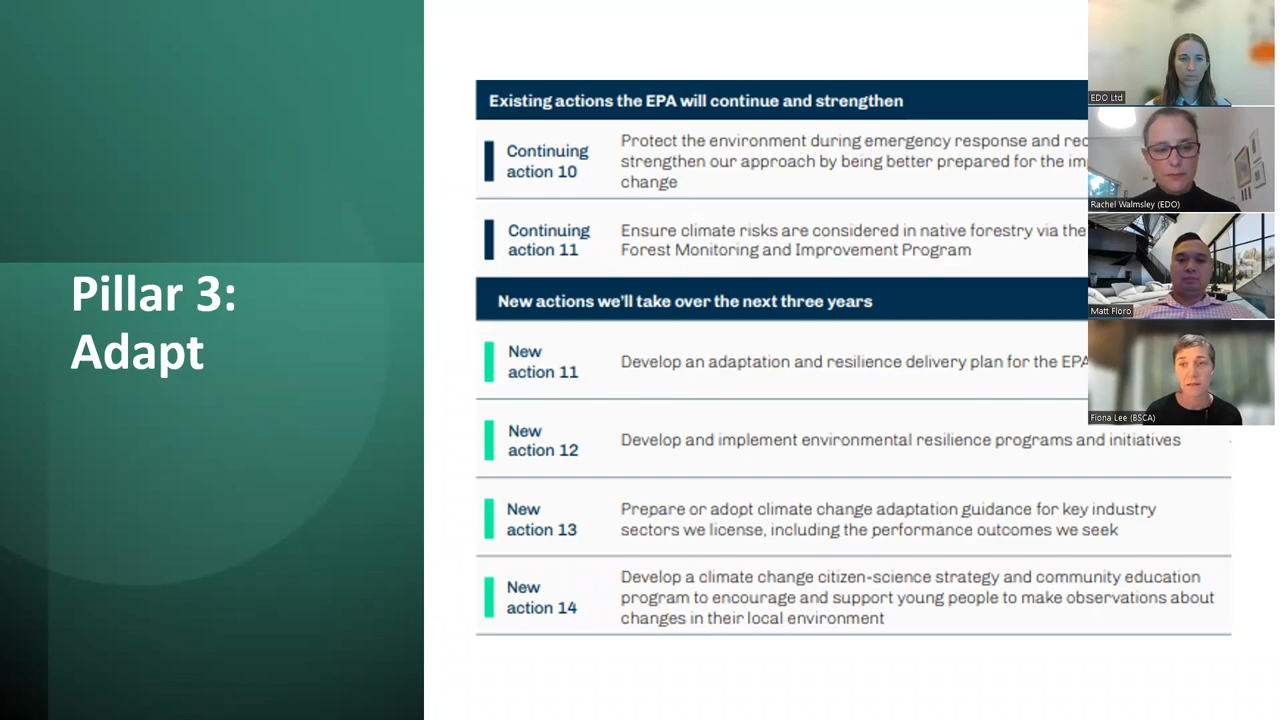 Pillar 3:
Adapt
Existing actions the EPA will continue and strengthen
Continuing
action 10
Protect the environment during emergency response and
strengthen our approach by being better prepared for the
change
Continuing
action 11
Ensure climate risks are considered in native forestry via the
Forest Monitoring and Improvement Program
New actions we'll take over the next three years
New
action 11
Develop an adaptation and resilience delivery plan for the EPA
New
action 12
Develop and implement environmental resilience programs and initiatives
New
action 13
Prepare or adopt climate change adaptation guidance for key industry
sectors we license, including the performance outcomes we seek
New
action 14
Develop a climate change citizen-science strategy and community education
program to encourage and support young people to make observations about
changes in their local environment
EDO Ltd
Rachel Walmsley (EDO)
Matt Floro
Fiona Lee (BSCA)